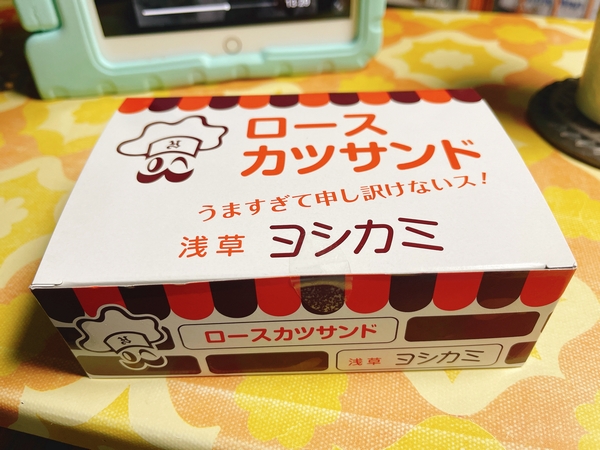 ロース
カツサンド
うますぎて申し訳けないス!
浅草 ヨシカミ
ロースカツサンド
浅草 ヨシカミ